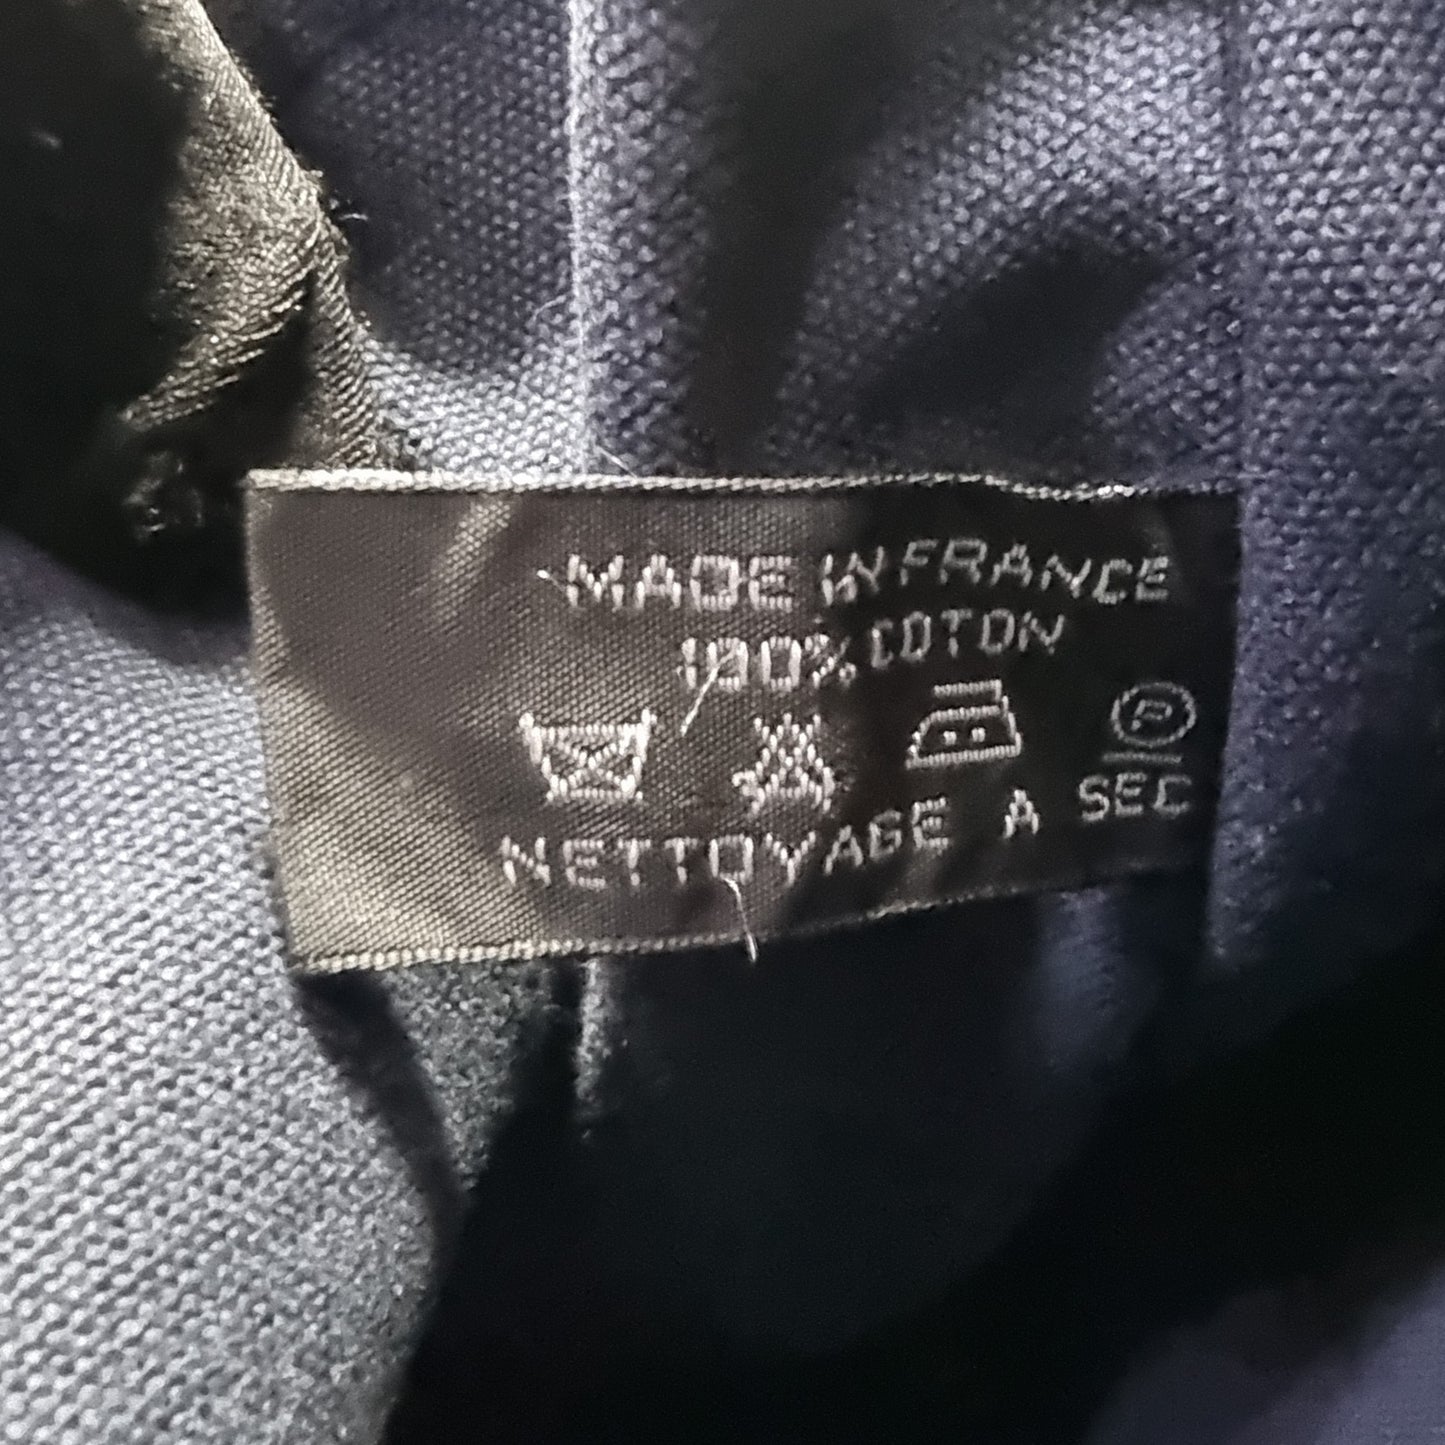 MADE IN FRANCE
100% COTON
P
NETTOYAGE A SEC